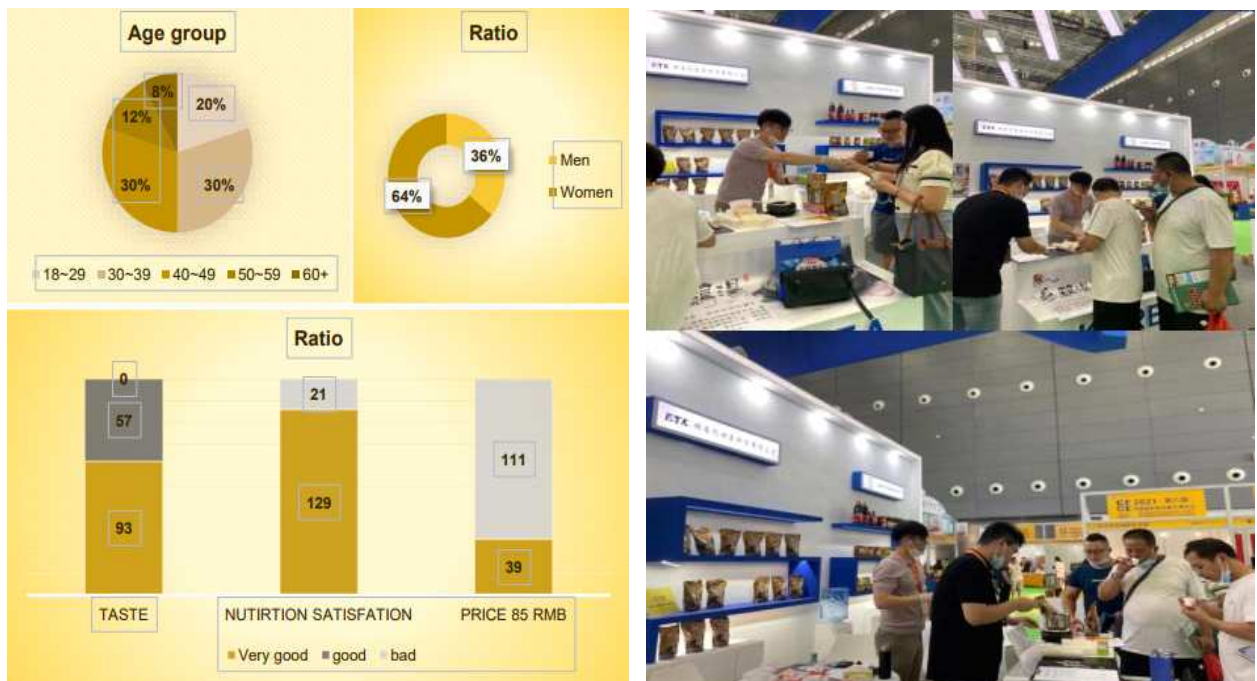 Age group
8%
20%
12%
30%
30%
18~29 30~39 40~49 50~59 60+
Ratio
36%
64%
Men
Women
Ratio
0
57
93
21
129
111
39
TASTE NUTIRTION SATISFATION PRICE 85 RMB
Very good good bad
2021